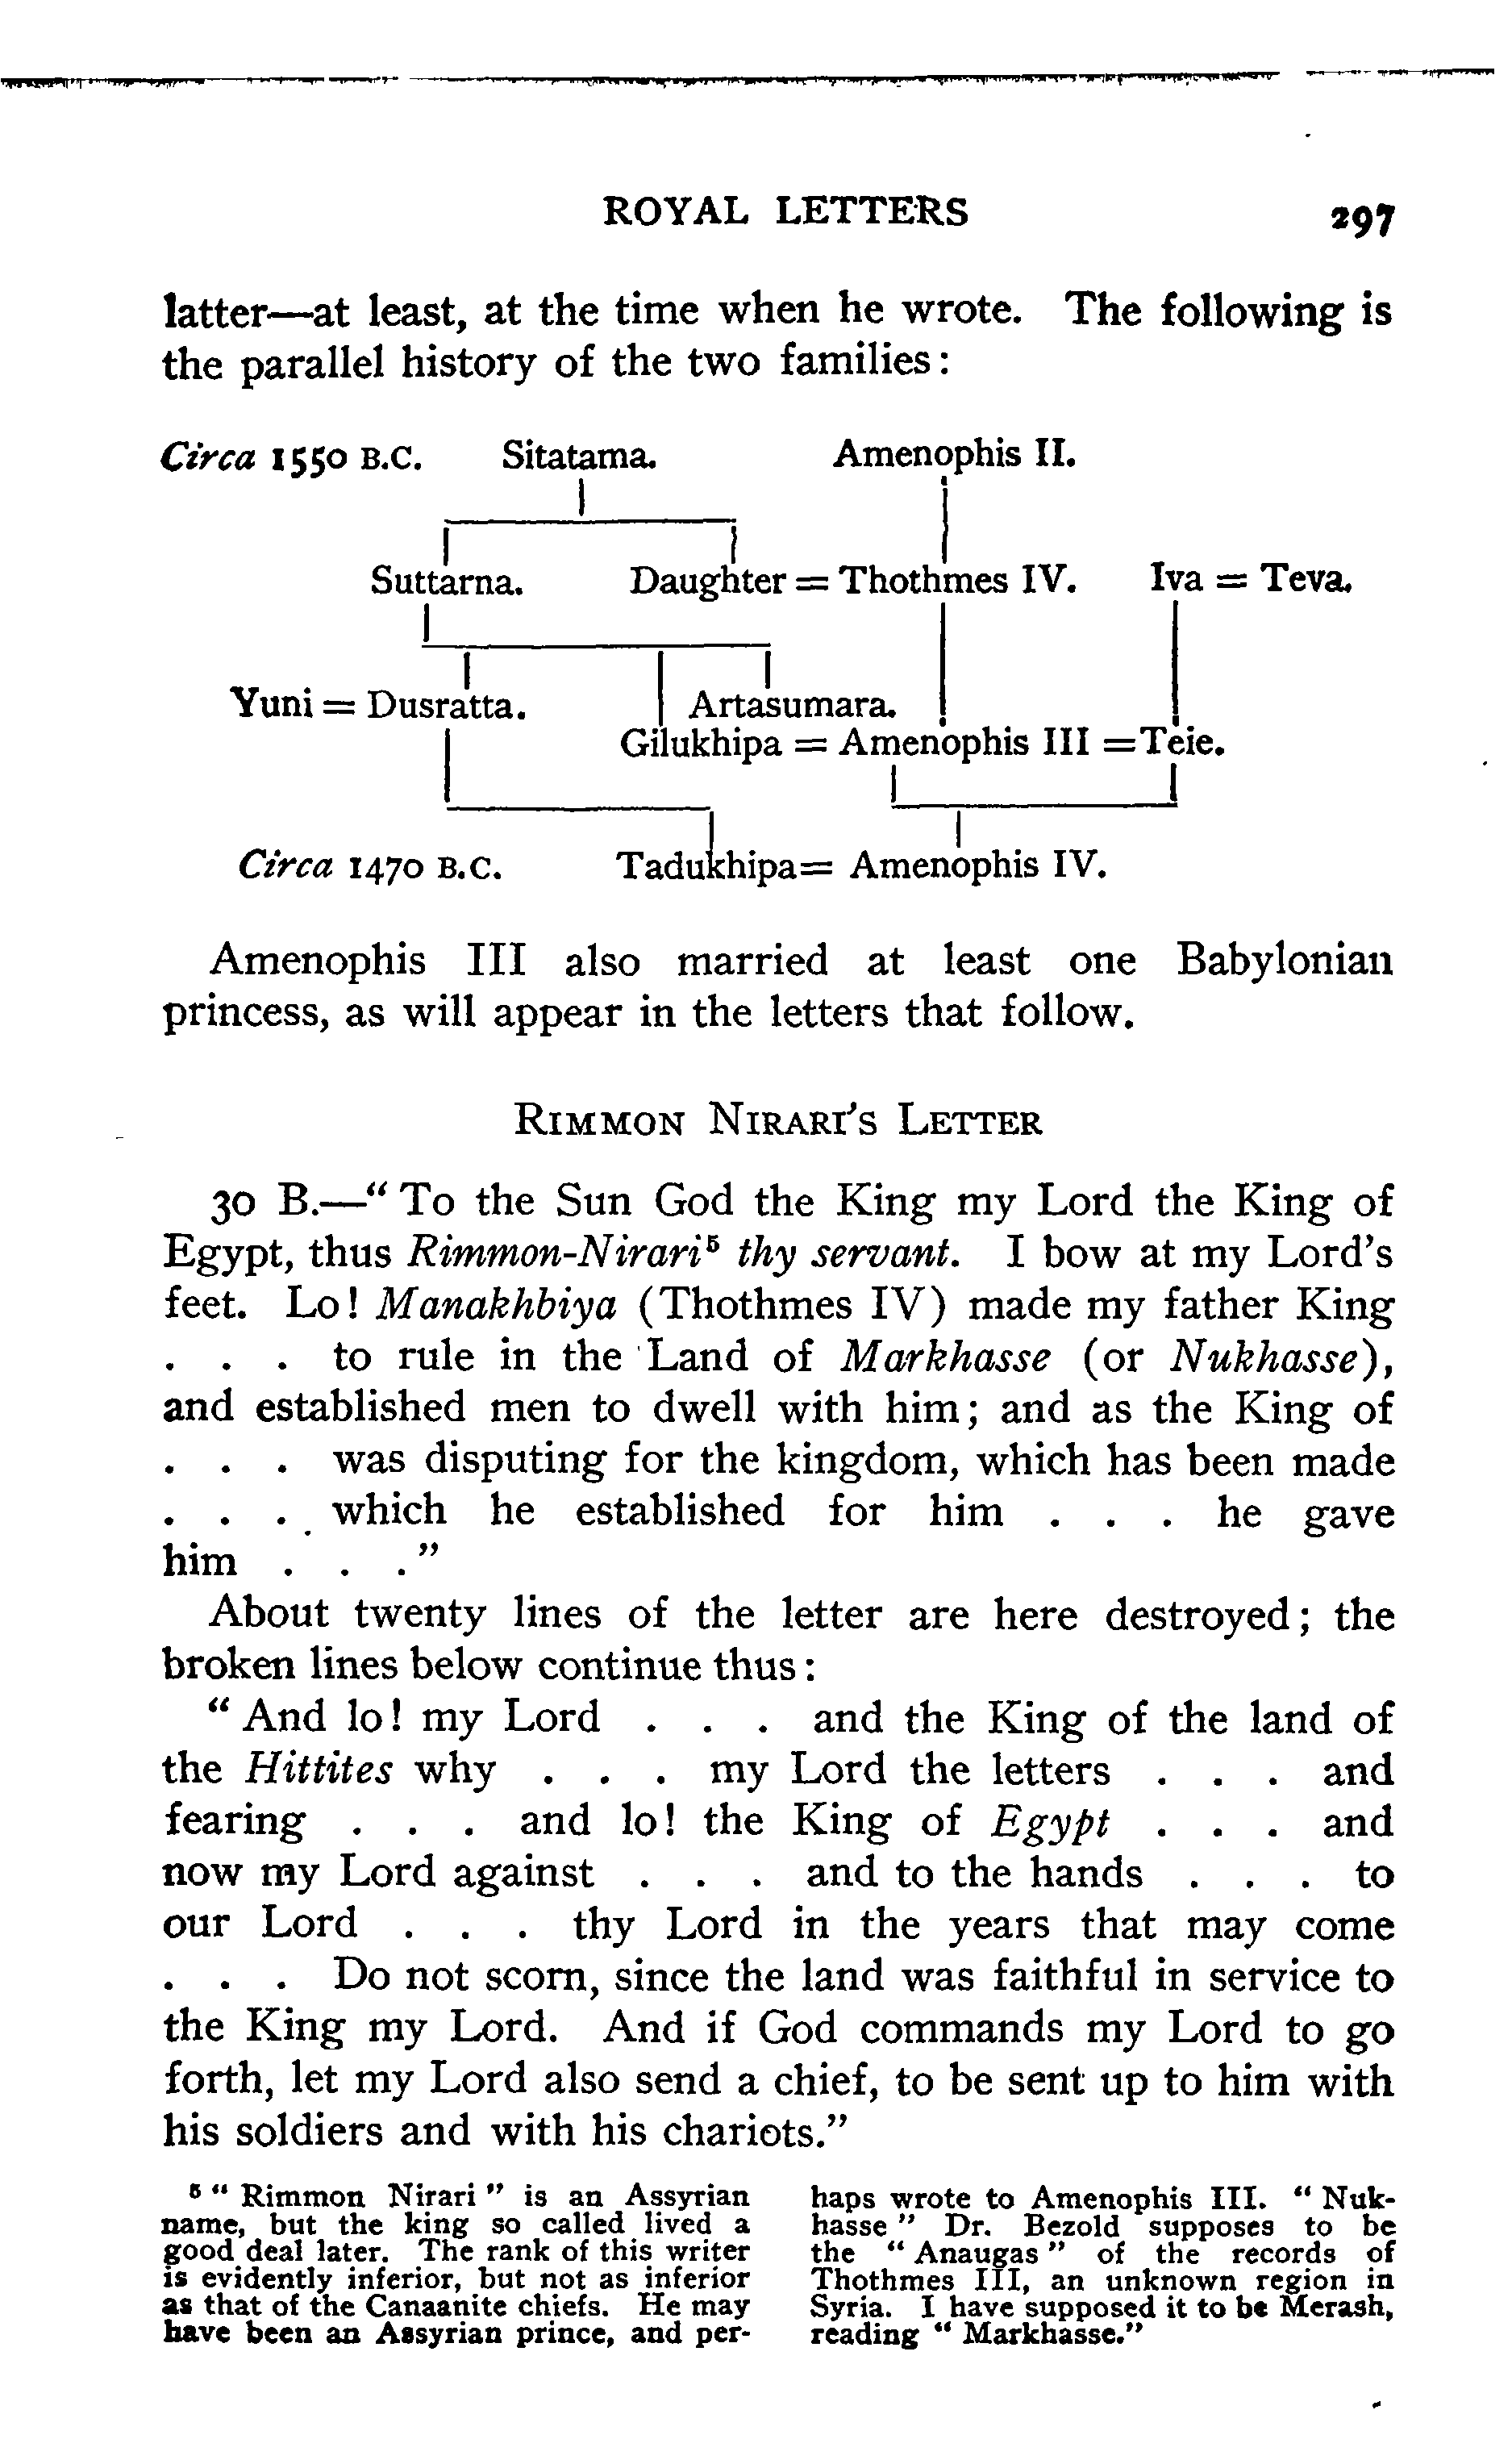 ROYAL LETTERS 297
latter—at least, at the time when he wrote. The following is
the parallel history of the two families:
Circa 1550 B.C. Sitatama. Amenophis II.
Suttarna. Daughter = Thothmes IV. Iva = Teva.
Yuni = Dusratta. Artasumara.
Gilukhipa = Amenophis III =Teie.
Circa 1470 B.C. Tadukhipa= Amenophis IV.
Amenophis III also married at least one Babylonian
princess, as will appear in the letters that follow.
RIMMON NIRARI'S LETTER
30 B.—“To the Sun God the King my Lord the King of
Egypt, thus Rimmon-Nirari⁵ thy servant. I bow at my Lord's
feet. Lo! Manakhbiya (Thothmes IV) made my father King
. . . to rule in the Land of Markhasse (or Nukhasse),
and established men to dwell with him; and as the King of
. . . was disputing for the kingdom, which has been made
. . . which he established for him . . . he gave
him . . .”
About twenty lines of the letter are here destroyed; the
broken lines below continue thus:
“And lo! my Lord . . . and the King of the land of
the Hittites why . . . my Lord the letters . . . and
fearing . . . and lo! the King of Egypt . . . and
now my Lord against . . . and to the hands . . . to
our Lord . . . thy Lord in the years that may come
. . . Do not scorn, since the land was faithful in service to
the King my Lord. And if God commands my Lord to go
forth, let my Lord also send a chief, to be sent up to him with
his soldiers and with his chariots.”
⁵ “Rimmon Nirari” is an Assyrian
name, but the king so called lived a
good deal later. The rank of this writer
is evidently inferior, but not as inferior
as that of the Canaanite chiefs. He may
have been an Assyrian prince, and per-
haps wrote to Amenophis III. “Nuk-
hasse” Dr. Bezold supposes to be
the “Anaugas” of the records of
Thothmes III, an unknown region in
Syria. I have supposed it to be Merash,
reading “Markhasse.”